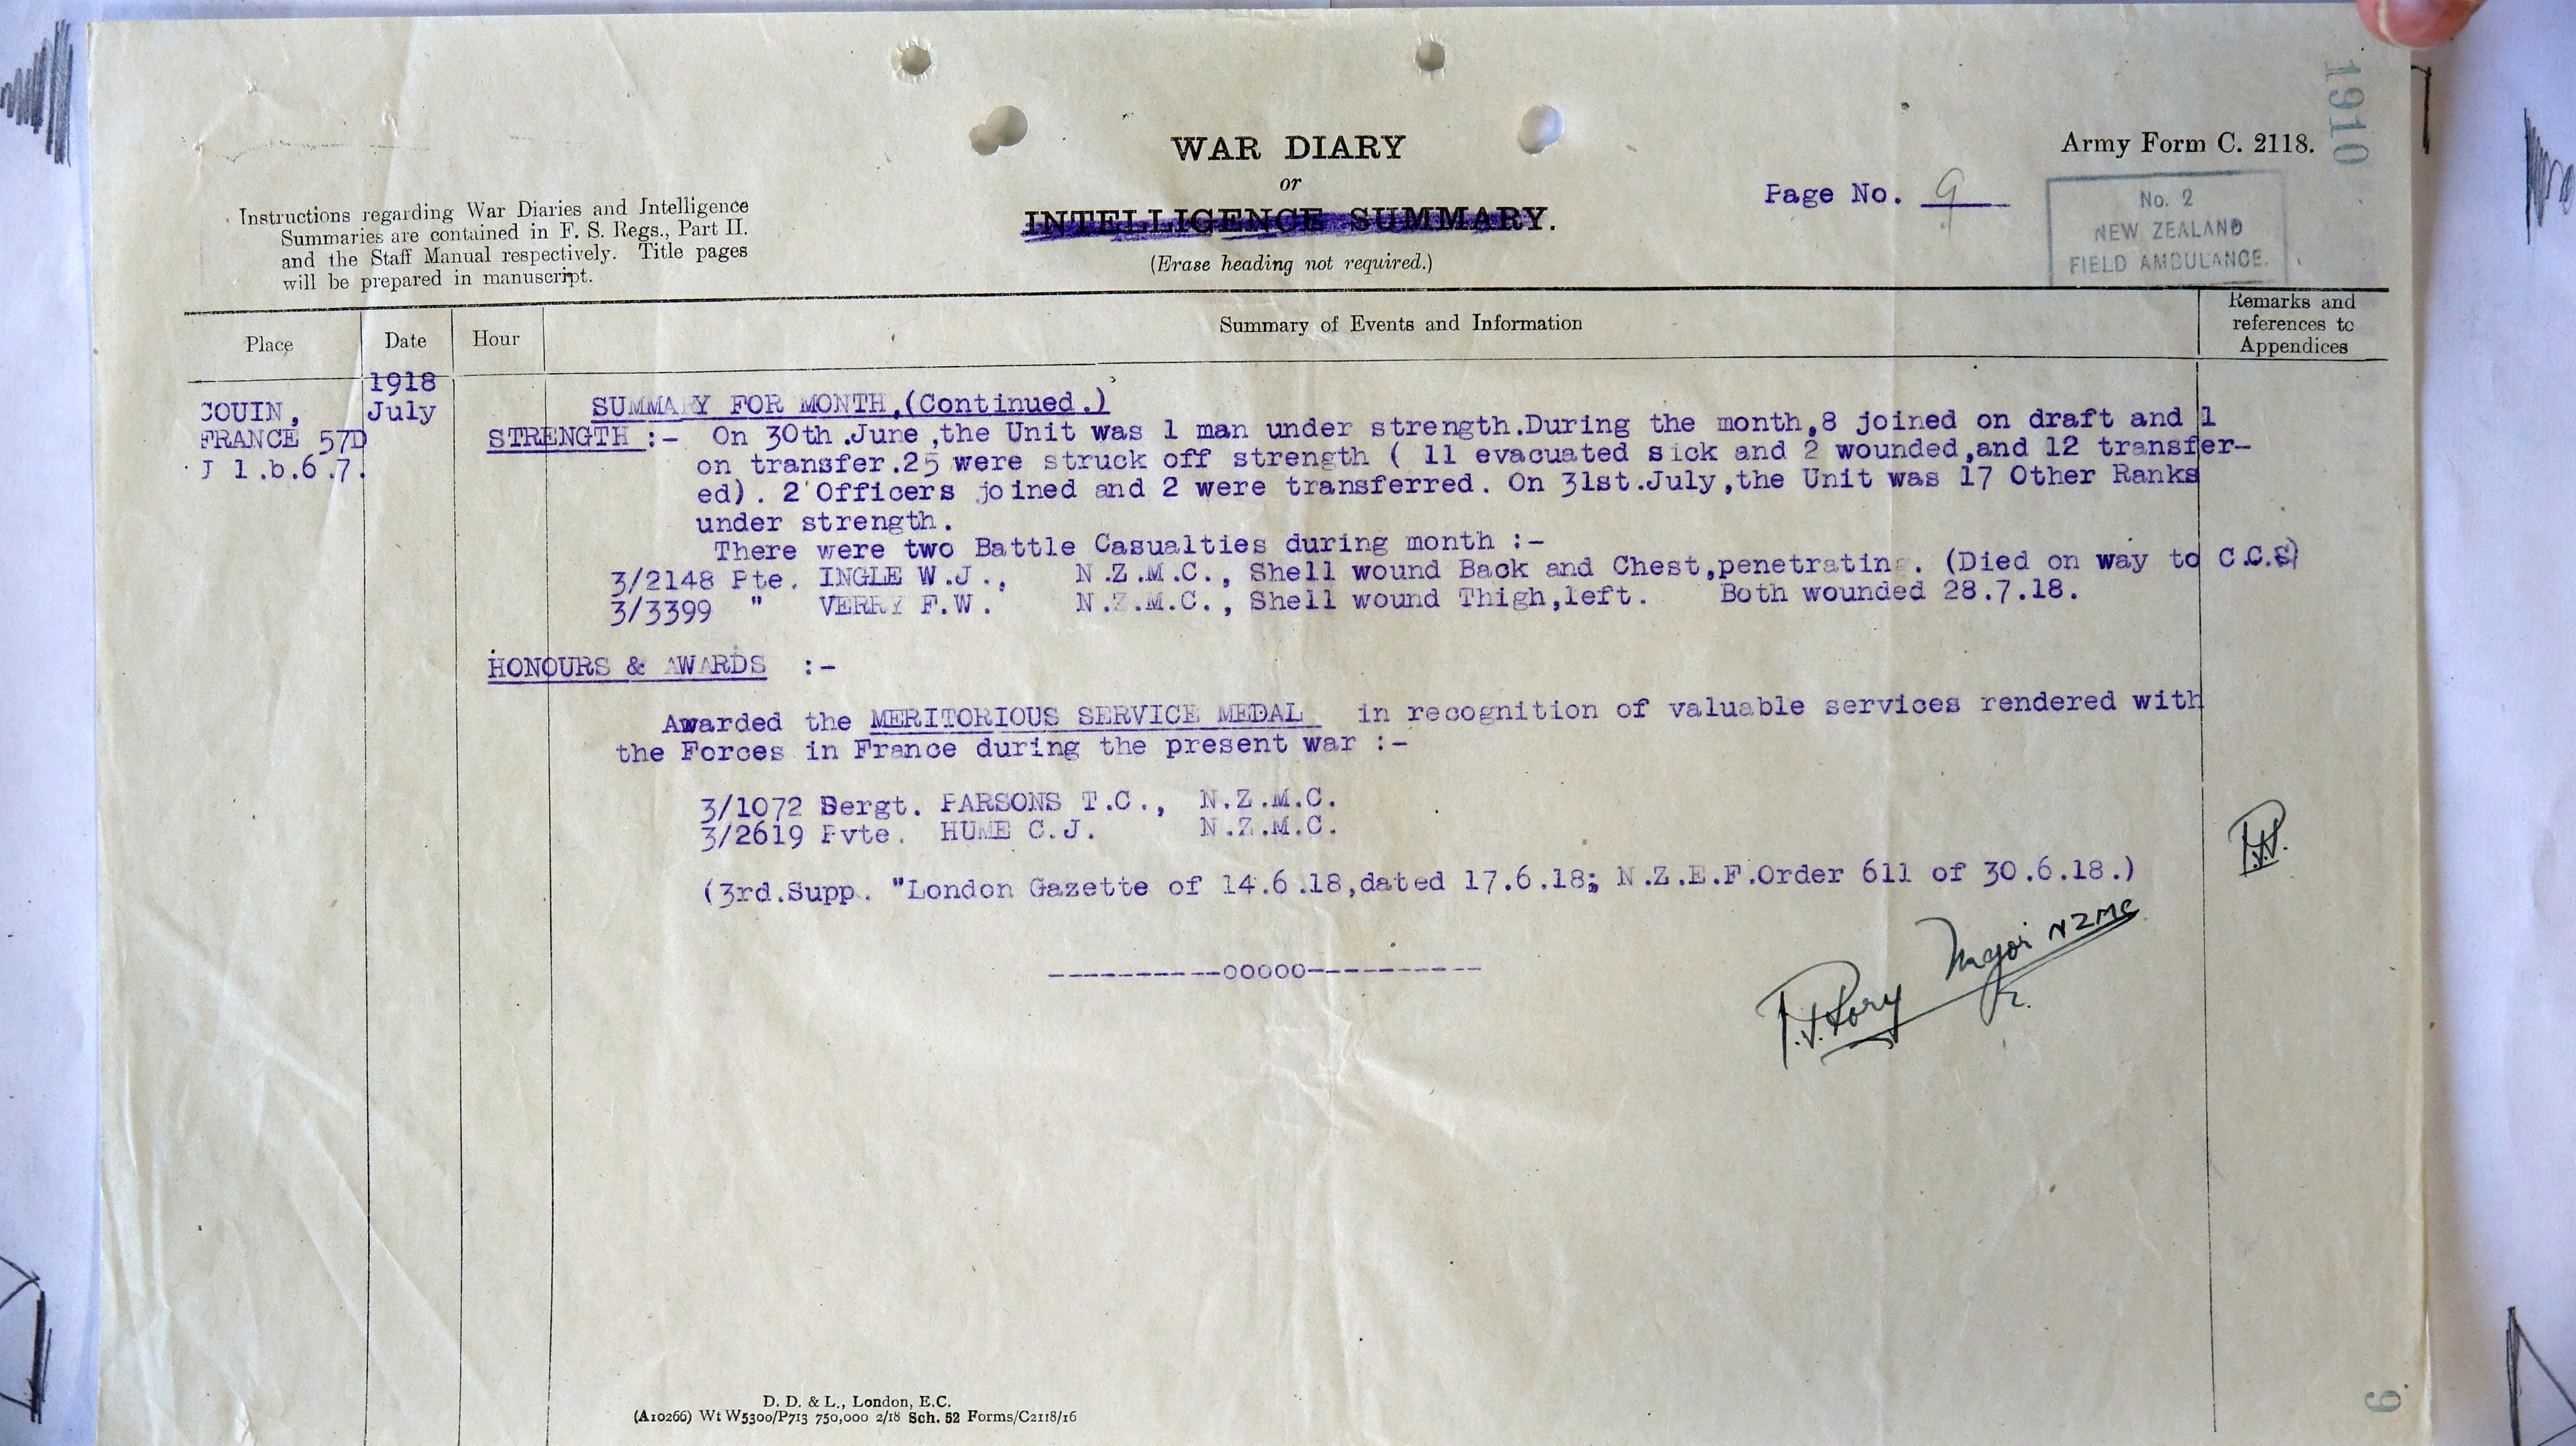 1910
WAR DIARY
or
INTELLIGENCE SUMMARY.
(Erase heading not required.)
Army Form C. 2118.
Page No. 9
No. 2
NEW ZEALAND
FIELD AMBULANCE.
Instructions regarding War Diaries and Intelligence
Summaries are contained in F. S. Regs., Part II.
and the Staff Manual respectively. Title pages
will be prepared in manuscript.
Place
Date
Hour
Summary of Events and Information
Remarks and
references to
Appendices
1918
July
COUIN,
FRANCE 57D
J 1.b.6.7.
SUMMARY FOR MONTH,(Continued.)
STRENGTH :- On 30th.June,the Unit was 1 man under strength.During the month,8 joined on draft and 1
on transfer.25 were struck off strength ( 11 evacuated sick and 2 wounded,and 12 transfer-
ed). 2 Officers joined and 2 were transferred. On 31st.July,the Unit was 17 Other Ranks
under strength.
There were two Battle Casualties during month :-
3/2148 Pte. INGLE W.J., N.Z.M.C., Shell wound Back and Chest,penetrating. (Died on way to C.C.S)
3/3399 " VERRY F.W. N.Z.M.C., Shell wound Thigh,left. Both wounded 28.7.18.
HONOURS & AWARDS :-
Awarded the MERITORIOUS SERVICE MEDAL in recognition of valuable services rendered with
the Forces in France during the present war :-
3/1072 Sergt. PARSONS T.C., N.Z.M.C.
3/2619 Pvte. HUME C.J. N.Z.M.C.
(3rd.Supp. "London Gazette of 14.6.18,dated 17.6.18; N.Z.E.F.Order 611 of 30.6.18.)
----------ooooo----------
Major NZMC
D. D. & L., London, E.C.
(A10266) Wt W5300/P713 750,000 2/18 Sch. 52 Forms/C2118/16
9